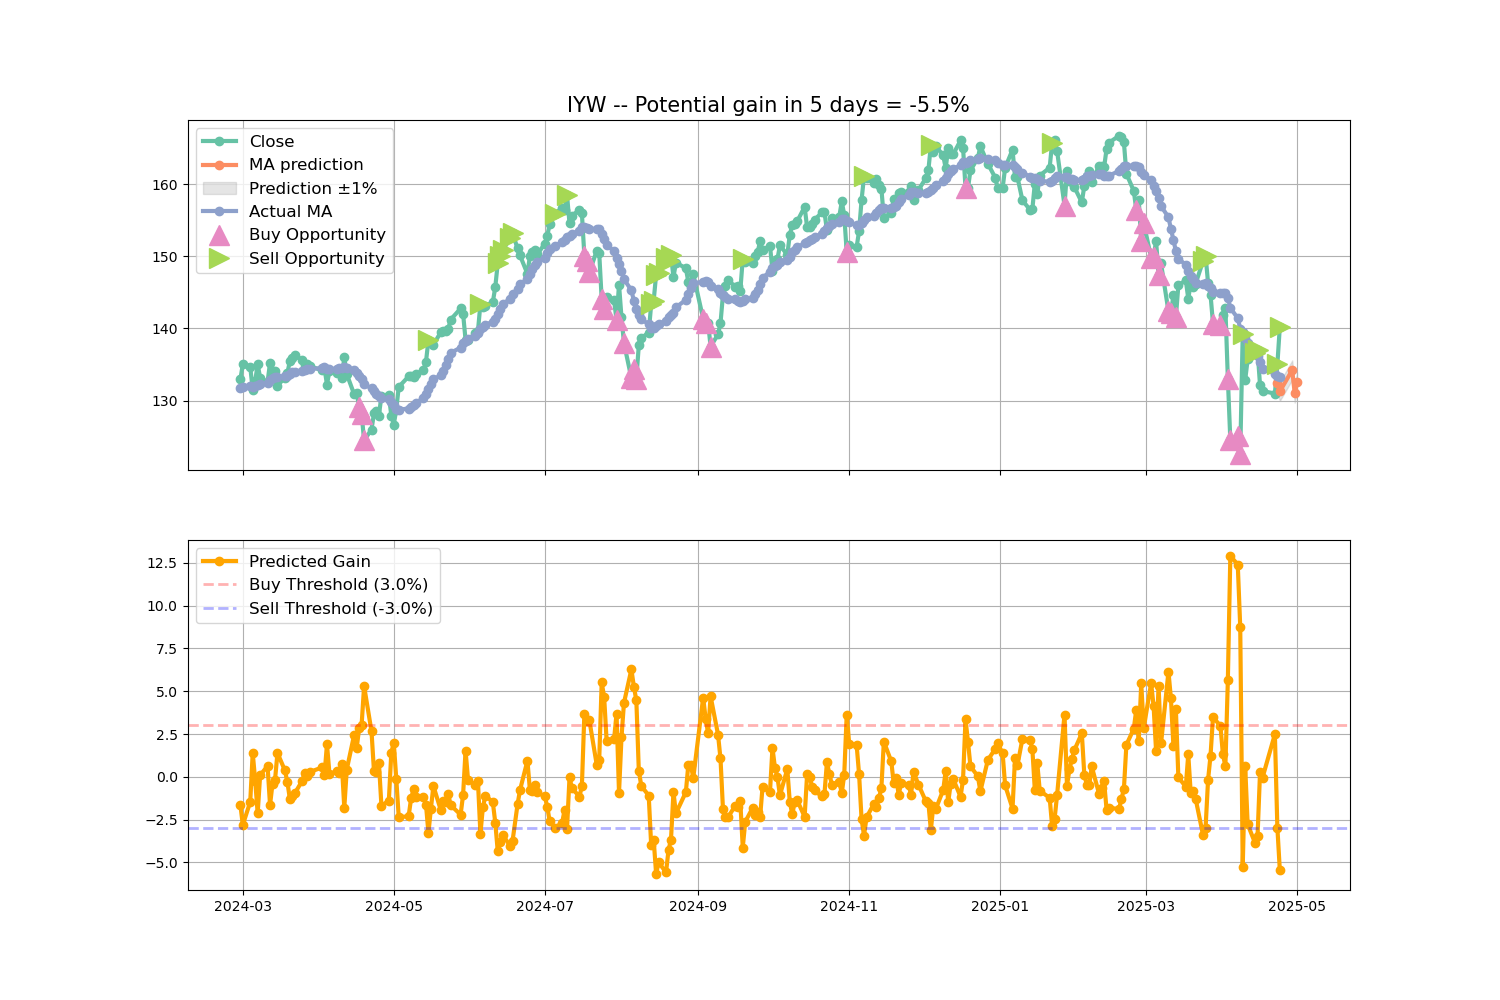 IYW -- Potential gain in 5 days = -5.5%
Close
MA prediction
Prediction ±1%
Actual MA
Buy Opportunity
Sell Opportunity
160
150
140
130
Predicted Gain
Buy Threshold (3.0%)
Sell Threshold (-3.0%)
12.5
10.0
7.5
5.0
2.5
0.0
−2.5
−5.0
2024-03 2024-05 2024-07 2024-09 2024-11 2025-01 2025-03 2025-05